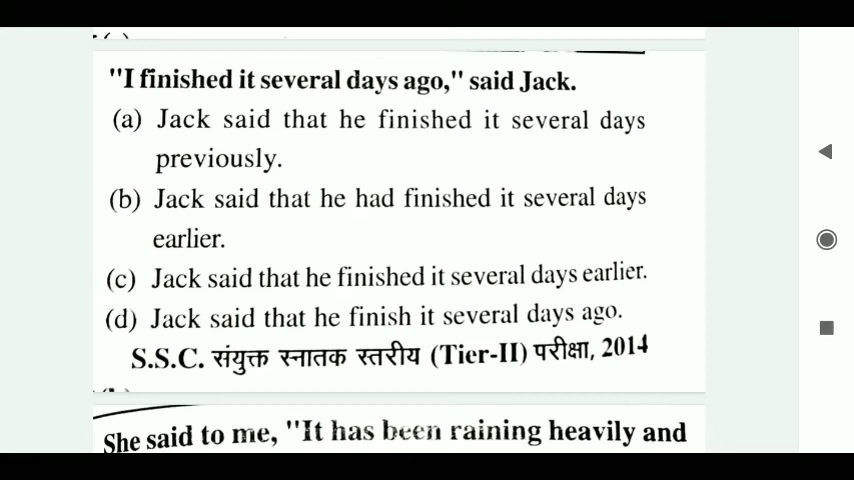 "I finished it several days ago," said Jack.
(a) Jack said that he finished it several days
previously.
(b) Jack said that he had finished it several days
earlier.
(c) Jack said that he finished it several days earlier.
(d) Jack said that he finish it several days ago.
S.S.C. संयुक्त स्नातक स्तरीय (Tier-II) परीक्षा, 2014
She said to me, "It has been raining heavily and